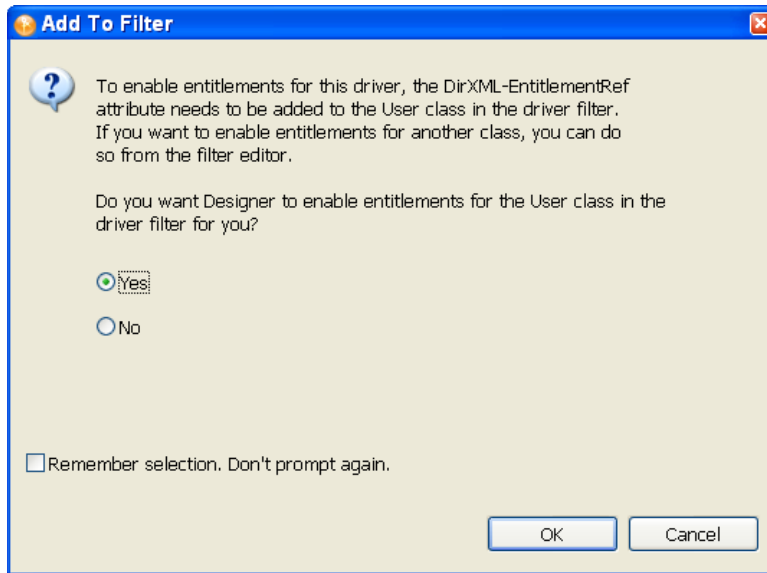 Add To Filter
To enable entitlements for this driver, the DirXML-EntitlementRef
attribute needs to be added to the User class in the driver filter.
If you want to enable entitlements for another class, you can do
so from the filter editor.
Do you want Designer to enable entitlements for the User class in the
driver filter for you?
Yes
No
Remember selection. Don't prompt again.
OK Cancel